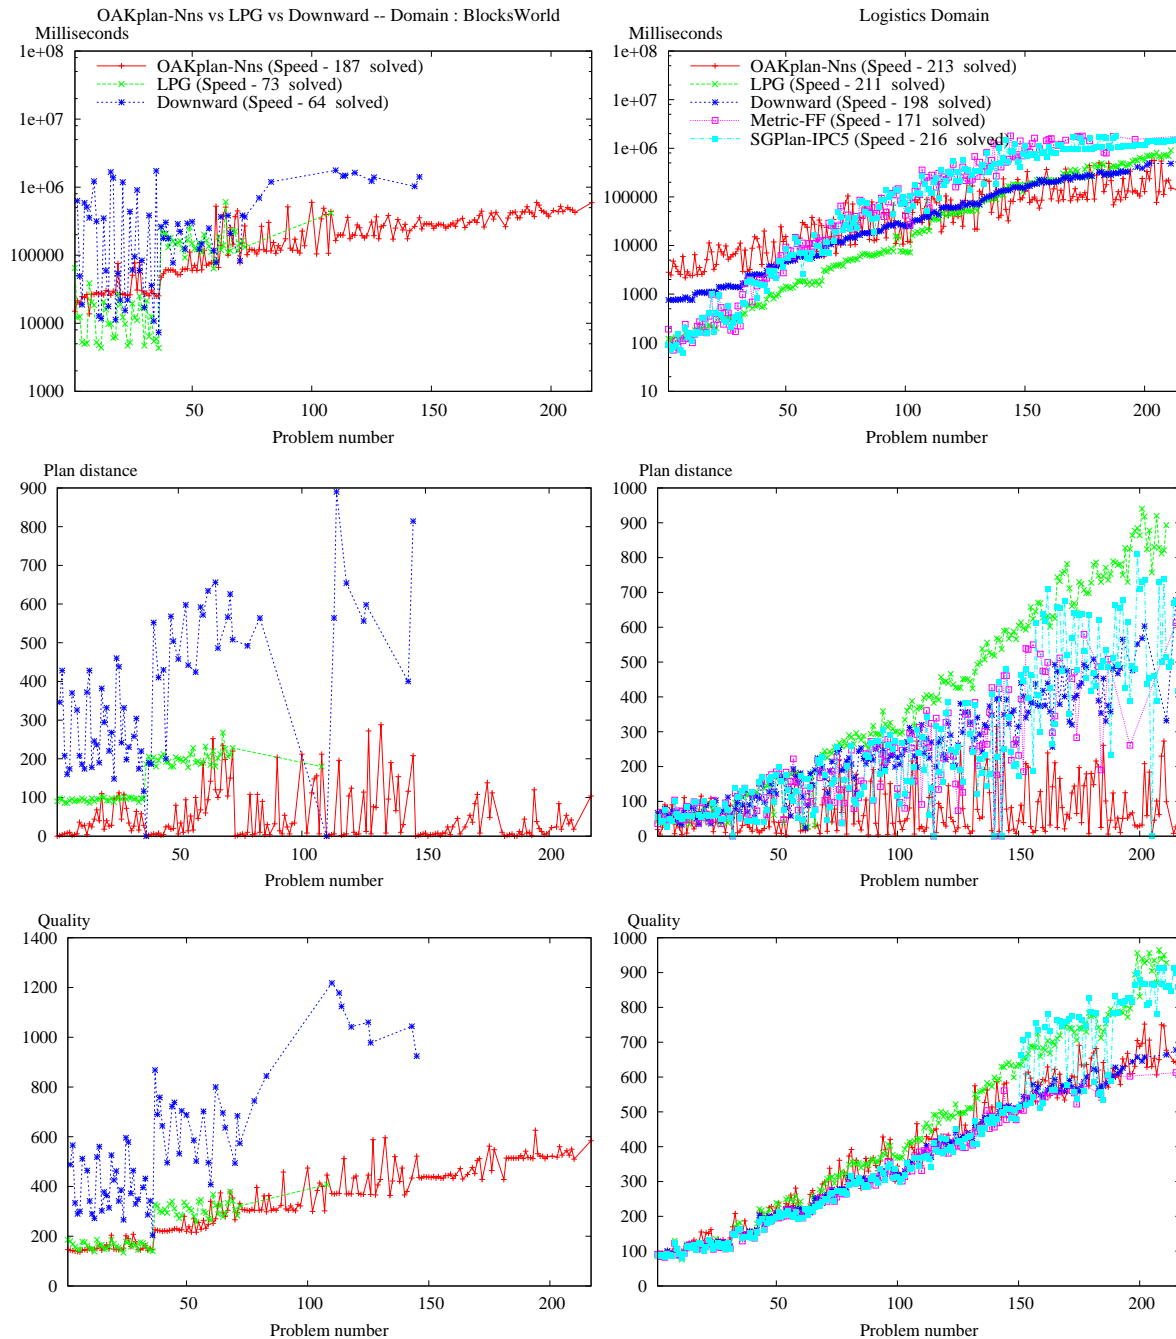 OAKplan-Nns vs LPG vs Downward -- Domain : BlocksWorld
Milliseconds
1e+08
1e+07
1e+06
100000
10000
1000
OAKplan-Nns (Speed - 187 solved)
LPG (Speed - 73 solved)
Downward (Speed - 64 solved)
50 100 150 200
Problem number
Logistics Domain
Milliseconds
1e+08
1e+07
1e+06
100000
10000
1000
100
10
OAKplan-Nns (Speed - 213 solved)
LPG (Speed - 211 solved)
Downward (Speed - 198 solved)
Metric-FF (Speed - 171 solved)
SGPlan-IPC5 (Speed - 216 solved)
50 100 150 200
Problem number
Plan distance
900
800
700
600
500
400
300
200
100
0
50 100 150 200
Problem number
Plan distance
1000
900
800
700
600
500
400
300
200
100
0
50 100 150 200
Problem number
Quality
1400
1200
1000
800
600
400
200
0
50 100 150 200
Problem number
Quality
1000
900
800
700
600
500
400
300
200
100
0
50 100 150 200
Problem number